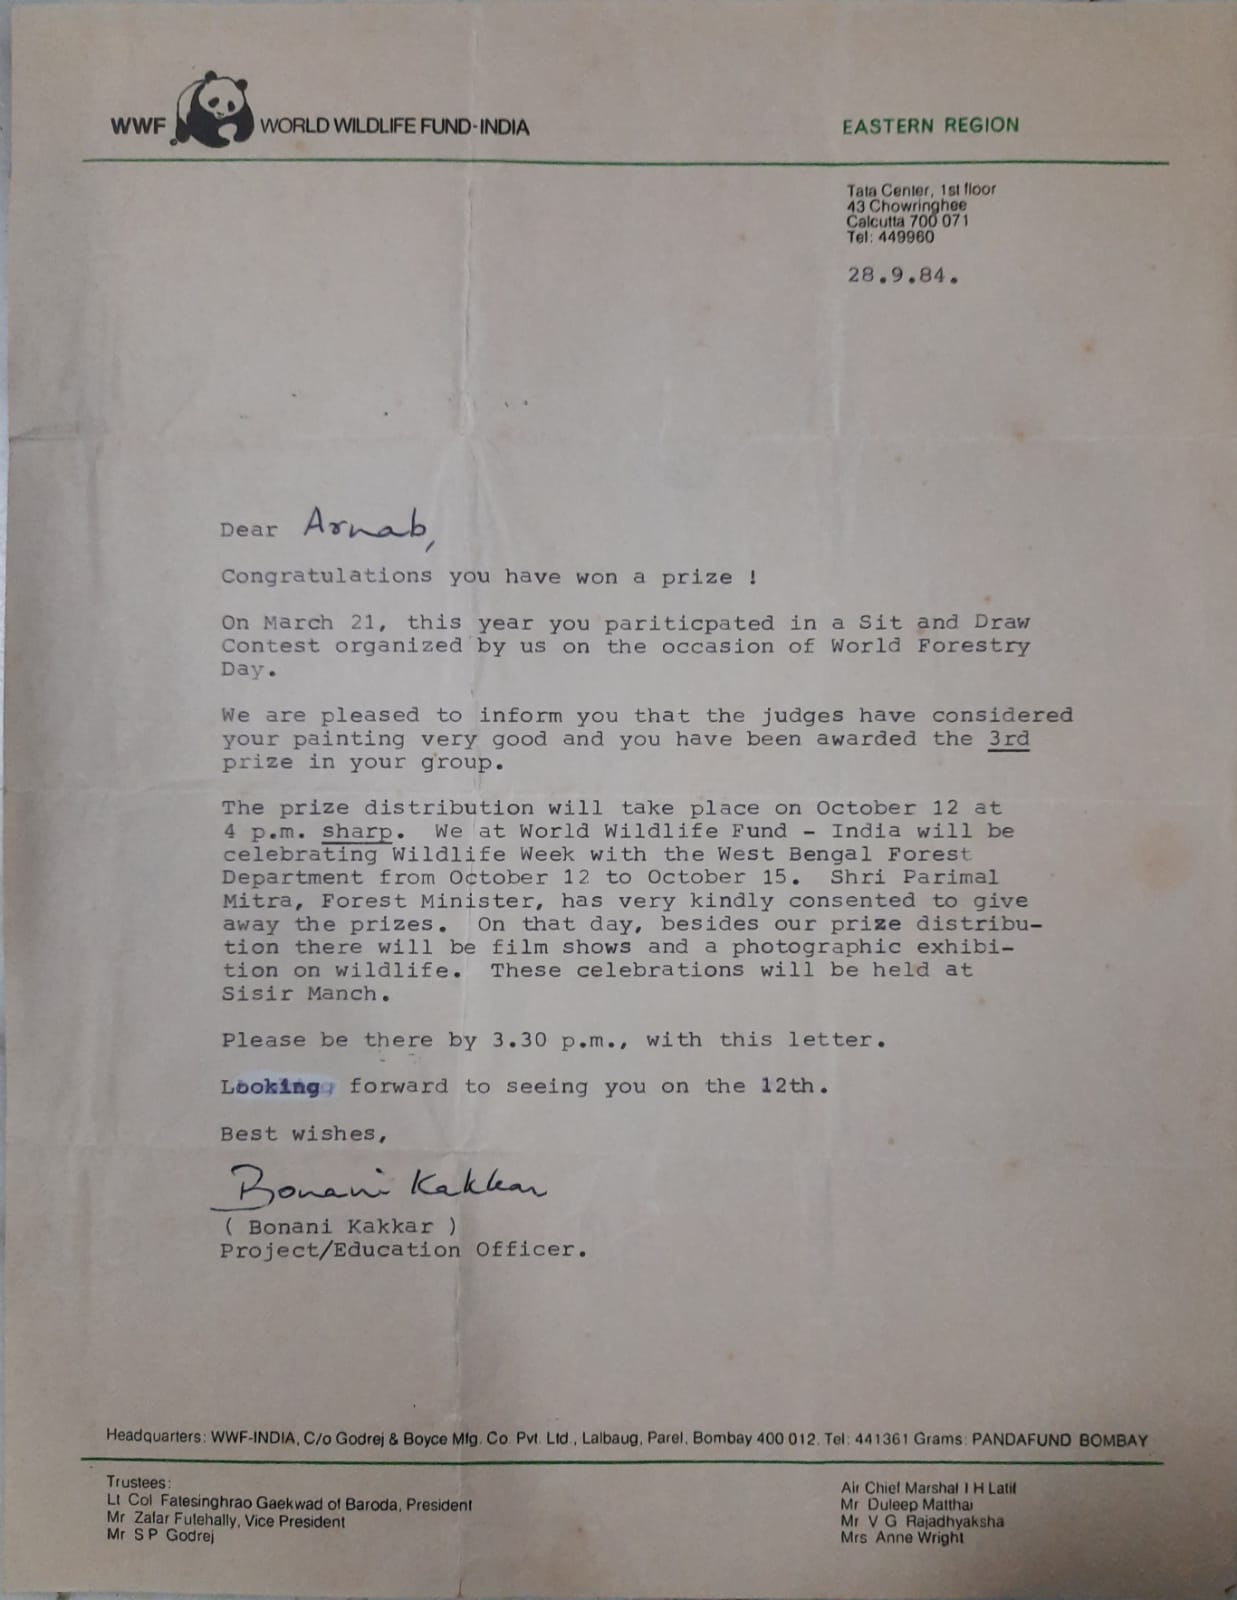 WWF WORLD WILDLIFE FUND-INDIA
EASTERN REGION
Tata Center, 1st floor
43 Chowringhee
Calcutta 700 071
Tel: 449960
28.9.84.
Dear Arnab,
Congratulations you have won a prize !
On March 21, this year you pariticpated in a Sit and Draw
Contest organized by us on the occasion of World Forestry
Day.
We are pleased to inform you that the judges have considered
your painting very good and you have been awarded the 3rd
prize in your group.
The prize distribution will take place on October 12 at
4 p.m. sharp. We at World Wildlife Fund - India will be
celebrating Wildlife Week with the West Bengal Forest
Department from October 12 to October 15. Shri Parimal
Mitra, Forest Minister, has very kindly consented to give
away the prizes. On that day, besides our prize distribu-
tion there will be film shows and a photographic exhibi-
tion on wildlife. These celebrations will be held at
Sisir Manch.
Please be there by 3.30 p.m., with this letter.
Looking forward to seeing you on the 12th.
Best wishes,
Bonani Kakkar
( Bonani Kakkar )
Project/Education Officer.
Headquarters: WWF-INDIA, C/o Godrej & Boyce Mfg. Co. Pvt. Ltd., Lalbaug, Parel, Bombay 400 012. Tel: 441361 Grams: PANDAFUND BOMBAY
Trustees:
Lt Col Fatesinghrao Gaekwad of Baroda, President
Mr Zafar Futehally, Vice President
Mr S P Godrej
Air Chief Marshal I H Latif
Mr Duleep Matthai
Mr V G Rajadhyaksha
Mrs Anne Wright